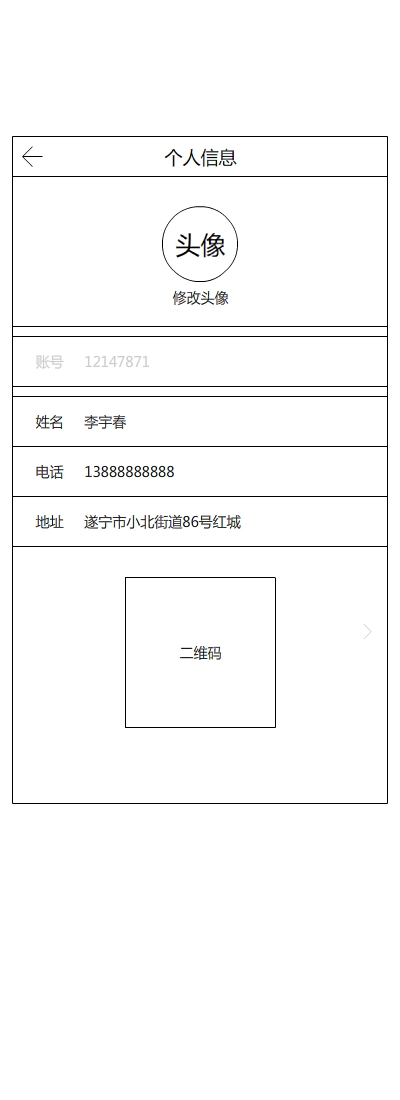 个人信息
头像
修改头像
账号 12147871
姓名 李宇春
电话 13888888888
地址 遂宁市小北街道86号红城
二维码